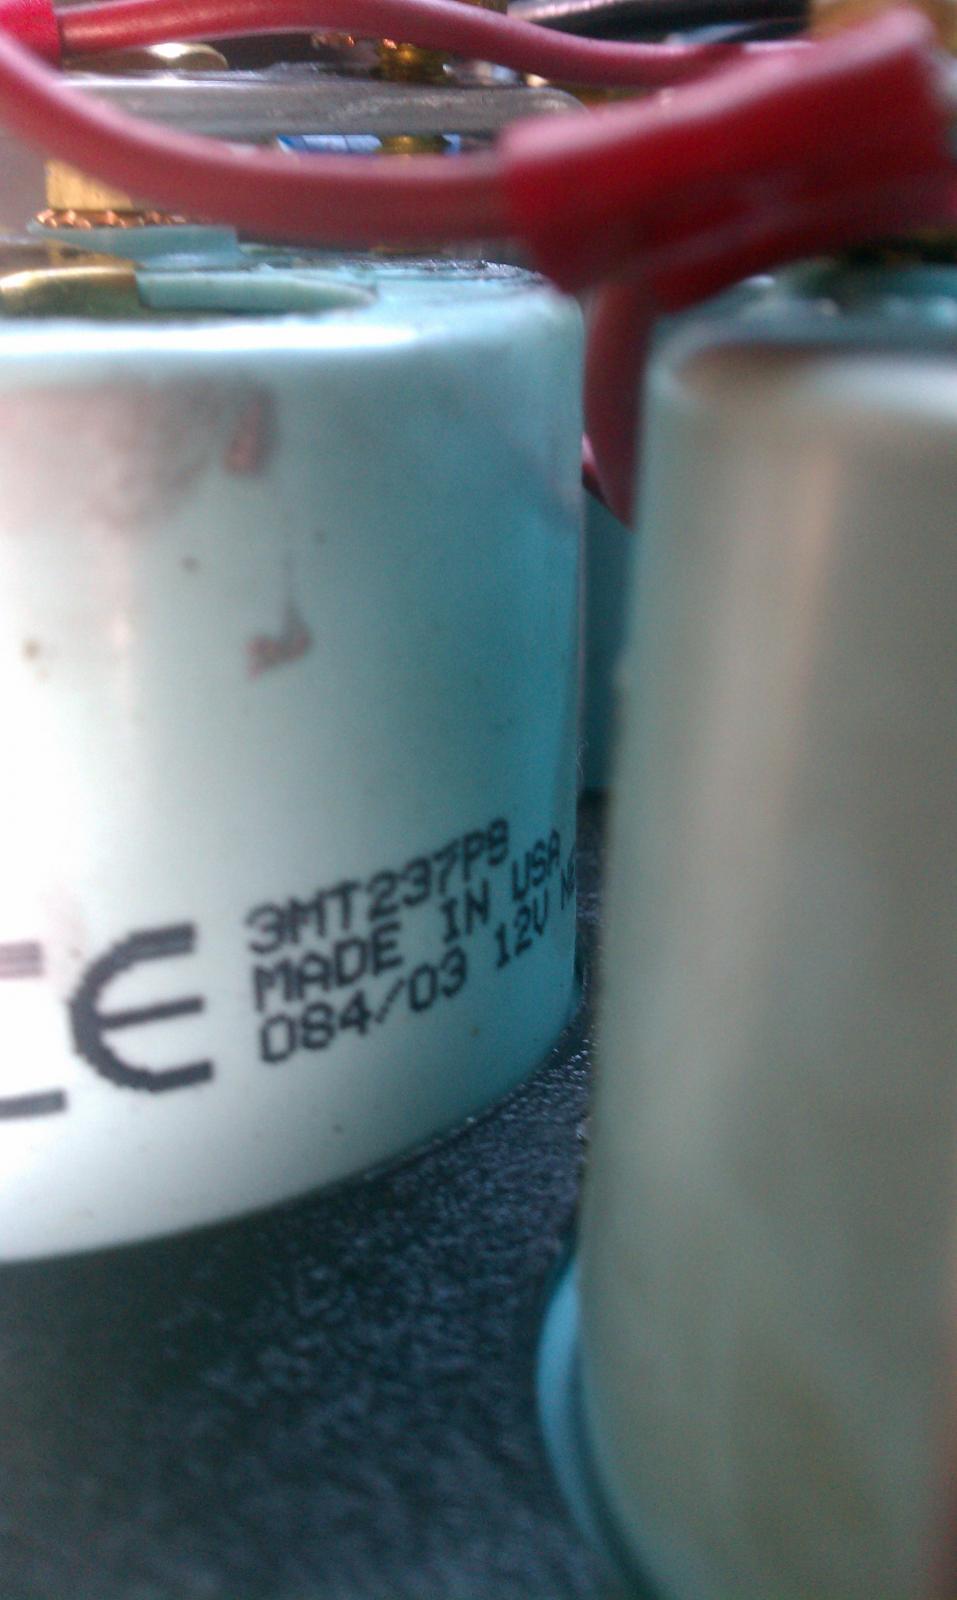 CE
3MT237P8
MADE IN USA
084/03 12V